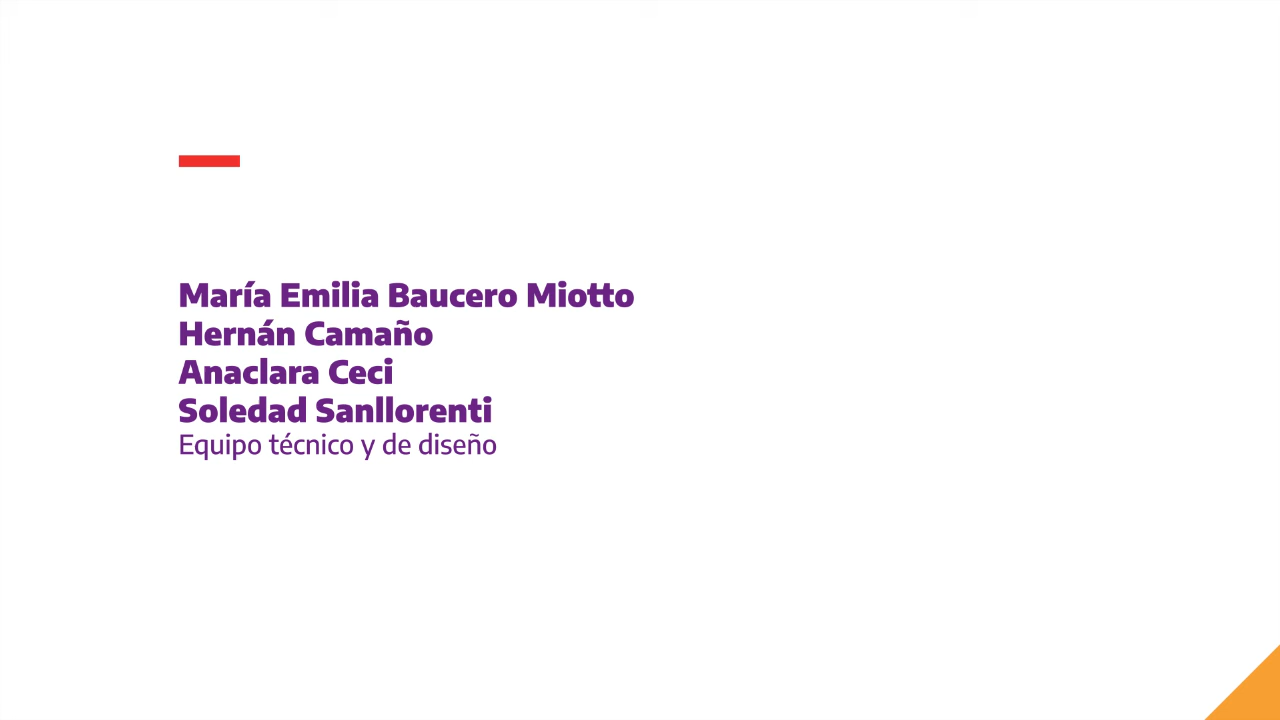 María Emilia Baucero Miotto
Hernán Camaño
Anaclara Ceci
Soledad Sanllorenti
Equipo técnico y de diseño